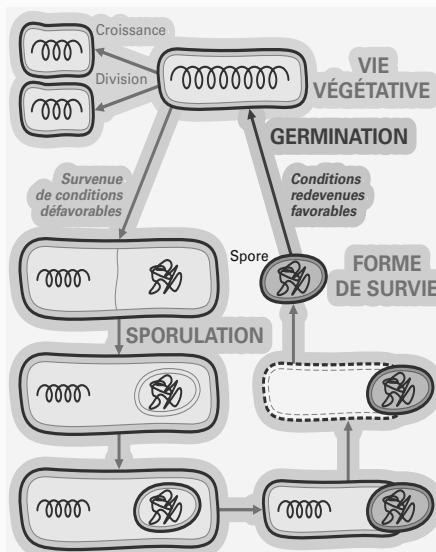 Croissance
Division
VIE
VÉGÉTATIVE
GERMINATION
Survenue
de conditions
défavorables
Conditions
redevenues
favorables
Spore
FORME
DE SURVIE
SPORULATION